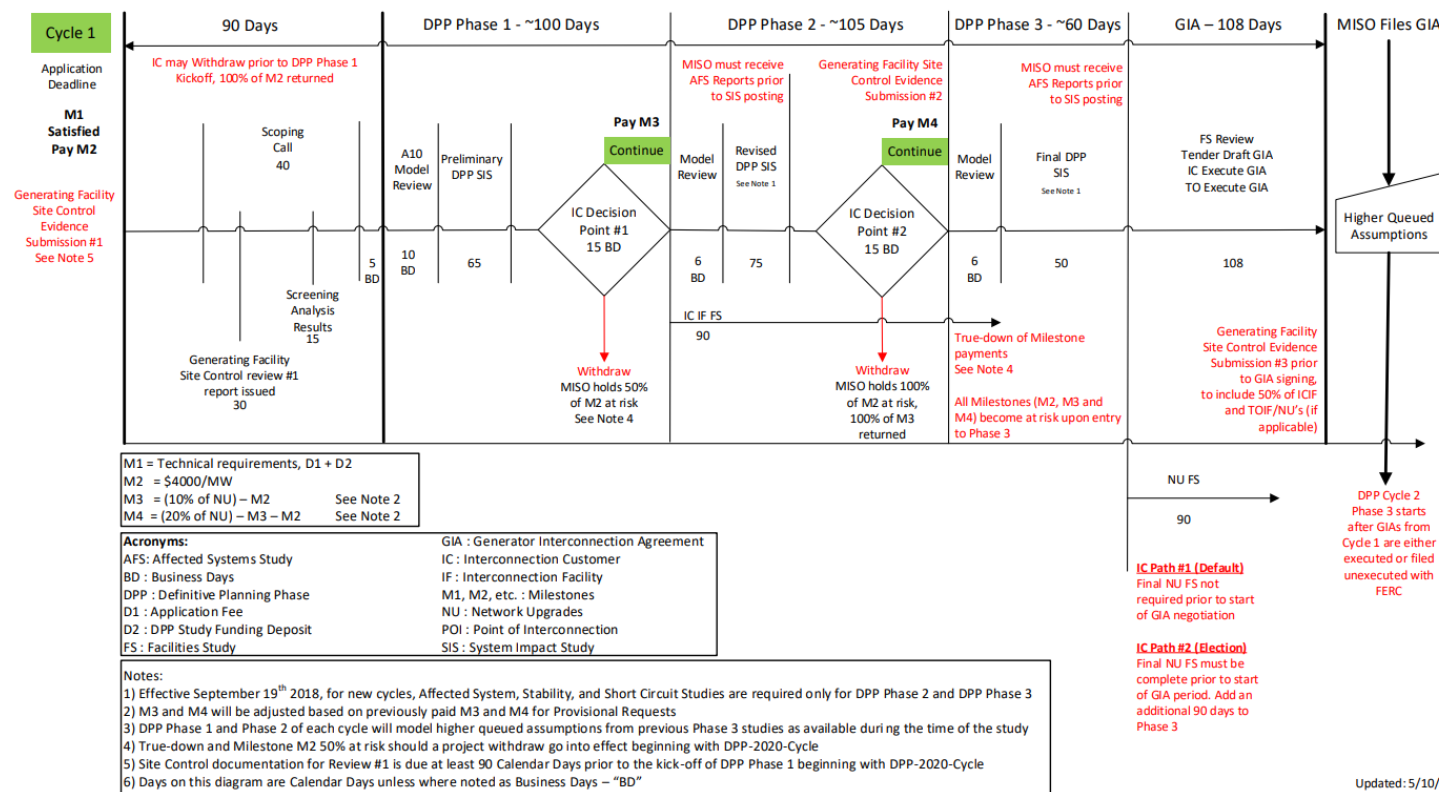 Cycle 1
90 Days
DPP Phase 1 - ~100 Days
DPP Phase 2 - ~105 Days
DPP Phase 3 - ~60 Days
GIA – 108 Days
MISO Files GIA
Application
Deadline
M1
Satisfied
Pay M2
Generating Facility
Site Control
Evidence
Submission #1
See Note 5
IC may Withdraw prior to DPP Phase 1
Kickoff, 100% of M2 returned
Scoping
Call
40
5
BD
Screening
Analysis
Results
15
Generating Facility
Site Control review #1
report issued
30
A10
Model
Review
Preliminary
DPP SIS
10
BD
65
Pay M3
Continue
IC Decision
Point #1
15 BD
Withdraw
MISO holds 50%
of M2 at risk
See Note 4
MISO must receive
AFS Reports prior
to SIS posting
Model
Review
Revised
DPP SIS
See Note 1
6
BD
75
IC IF FS
90
Generating Facility Site
Control Evidence
Submission #2
Pay M4
Continue
IC Decision
Point #2
15 BD
Withdraw
MISO holds 100%
of M2 at risk,
100% of M3
returned
MISO must receive
AFS Reports prior
to SIS posting
Model
Review
Final DPP
SIS
See Note 1
6
BD
50
True-down of Milestone
payments
See Note 4
All Milestones (M2, M3 and
M4) become at risk upon entry
to Phase 3
FS Review
Tender Draft GIA
IC Execute GIA
TO Execute GIA
108
Generating Facility
Site Control Evidence
Submission #3 prior
to GIA signing,
to include 50% of ICIF
and TOIF/NU's (if
applicable)
Higher Queued
Assumptions
NU FS
90
DPP Cycle 2
Phase 3 starts
after GIAs from
Cycle 1 are either
executed or filed
unexecuted with
FERC
IC Path #1 (Default)
Final NU FS not
required prior to start
of GIA negotiation
IC Path #2 (Election)
Final NU FS must be
complete prior to start
of GIA period. Add an
additional 90 days to
Phase 3
M1 = Technical requirements, D1 + D2
M2 = $4000/MW
M3 = (10% of NU) – M2 See Note 2
M4 = (20% of NU) – M3 – M2 See Note 2
Acronyms:
AFS: Affected Systems Study
BD : Business Days
DPP : Definitive Planning Phase
D1 : Application Fee
D2 : DPP Study Funding Deposit
FS : Facilities Study
GIA : Generator Interconnection Agreement
IC : Interconnection Customer
IF : Interconnection Facility
M1, M2, etc. : Milestones
NU : Network Upgrades
POI : Point of Interconnection
SIS : System Impact Study
Notes:
1) Effective September 19th 2018, for new cycles, Affected System, Stability, and Short Circuit Studies are required only for DPP Phase 2 and DPP Phase 3
2) M3 and M4 will be adjusted based on previously paid M3 and M4 for Provisional Requests
3) DPP Phase 1 and Phase 2 of each cycle will model higher queued assumptions from previous Phase 3 studies as available during the time of the study
4) True-down and Milestone M2 50% at risk should a project withdraw go into effect beginning with DPP-2020-Cycle
5) Site Control documentation for Review #1 is due at least 90 Calendar Days prior to the kick-off of DPP Phase 1 beginning with DPP-2020-Cycle
6) Days on this diagram are Calendar Days unless where noted as Business Days – "BD"
Updated: 5/10/